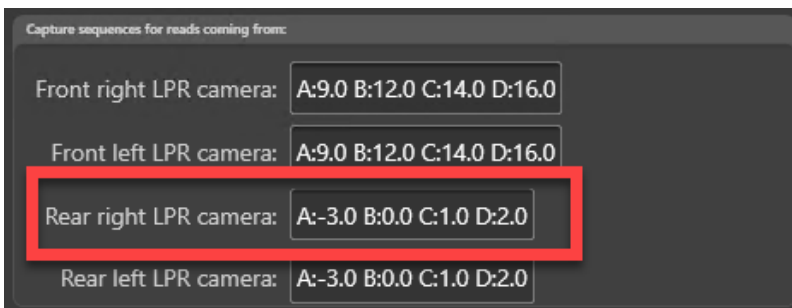 Capture sequences for reads coming from:
Front right LPR camera: A:9.0 B:12.0 C:14.0 D:16.0
Front left LPR camera: A:9.0 B:12.0 C:14.0 D:16.0
Rear right LPR camera: A:-3.0 B:0.0 C:1.0 D:2.0
Rear left LPR camera: A:-3.0 B:0.0 C:1.0 D:2.0